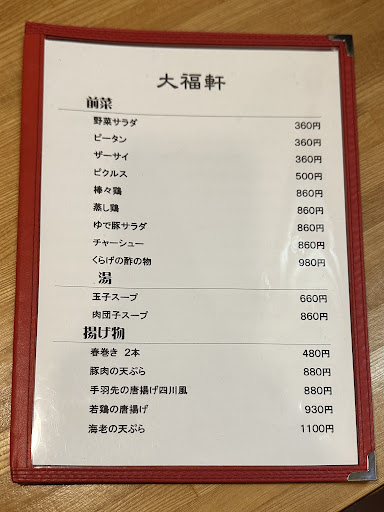 大福軒
前菜
野菜サラダ 360円
ピータン 360円
ザーサイ 360円
ピクルス 500円
棒々鶏 860円
蒸し鶏 860円
ゆで豚サラダ 860円
チャーシュー 860円
くらげの酢の物 980円
湯
玉子スープ 660円
肉団子スープ 860円
揚げ物
春巻き 2本 480円
豚肉の天ぷら 880円
手羽先の唐揚げ四川風 880円
若鶏の唐揚げ 930円
海老の天ぷら 1100円